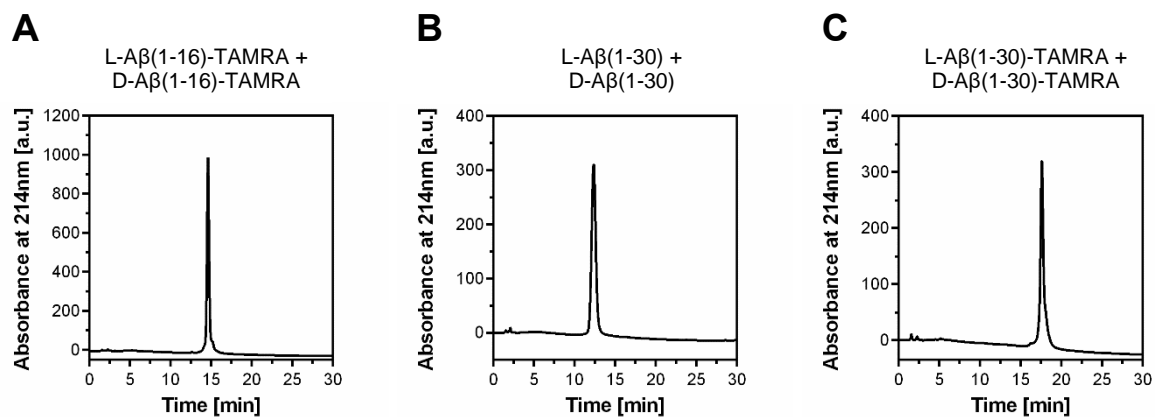 A
L-Aβ(1-16)-TAMRA +
D-Aβ(1-16)-TAMRA
Absorbance at 214nm [a.u.]
1200
1000
800
600
400
200
0
0 5 10 15 20 25 30
Time [min]
B
L-Aβ(1-30) +
D-Aβ(1-30)
Absorbance at 214nm [a.u.]
400
300
200
100
0
0 5 10 15 20 25 30
Time [min]
C
L-Aβ(1-30)-TAMRA +
D-Aβ(1-30)-TAMRA
Absorbance at 214nm [a.u.]
400
300
200
100
0
0 5 10 15 20 25 30
Time [min]